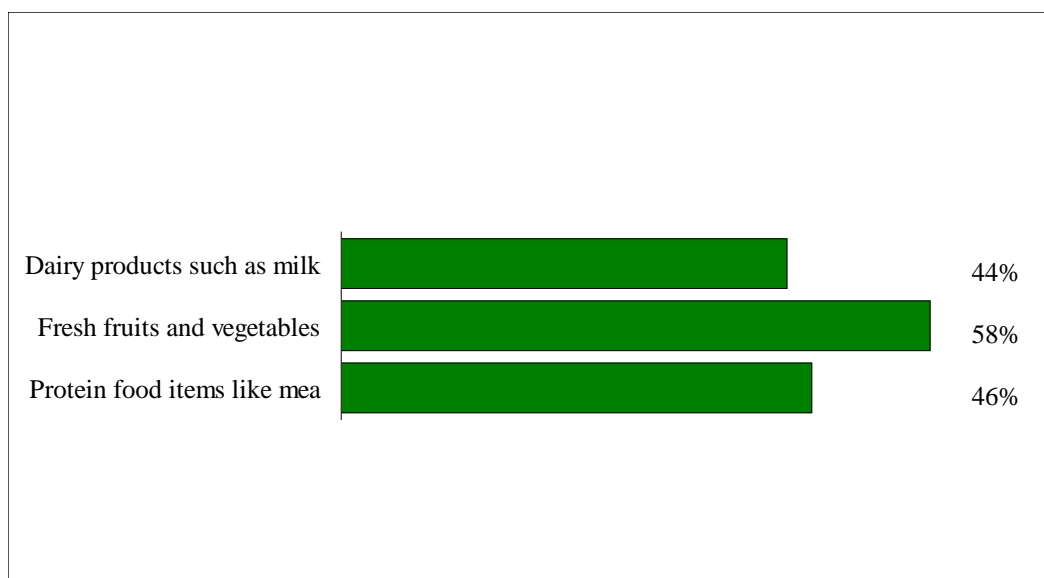 Dairy products such as milk 44%
Fresh fruits and vegetables 58%
Protein food items like mea 46%